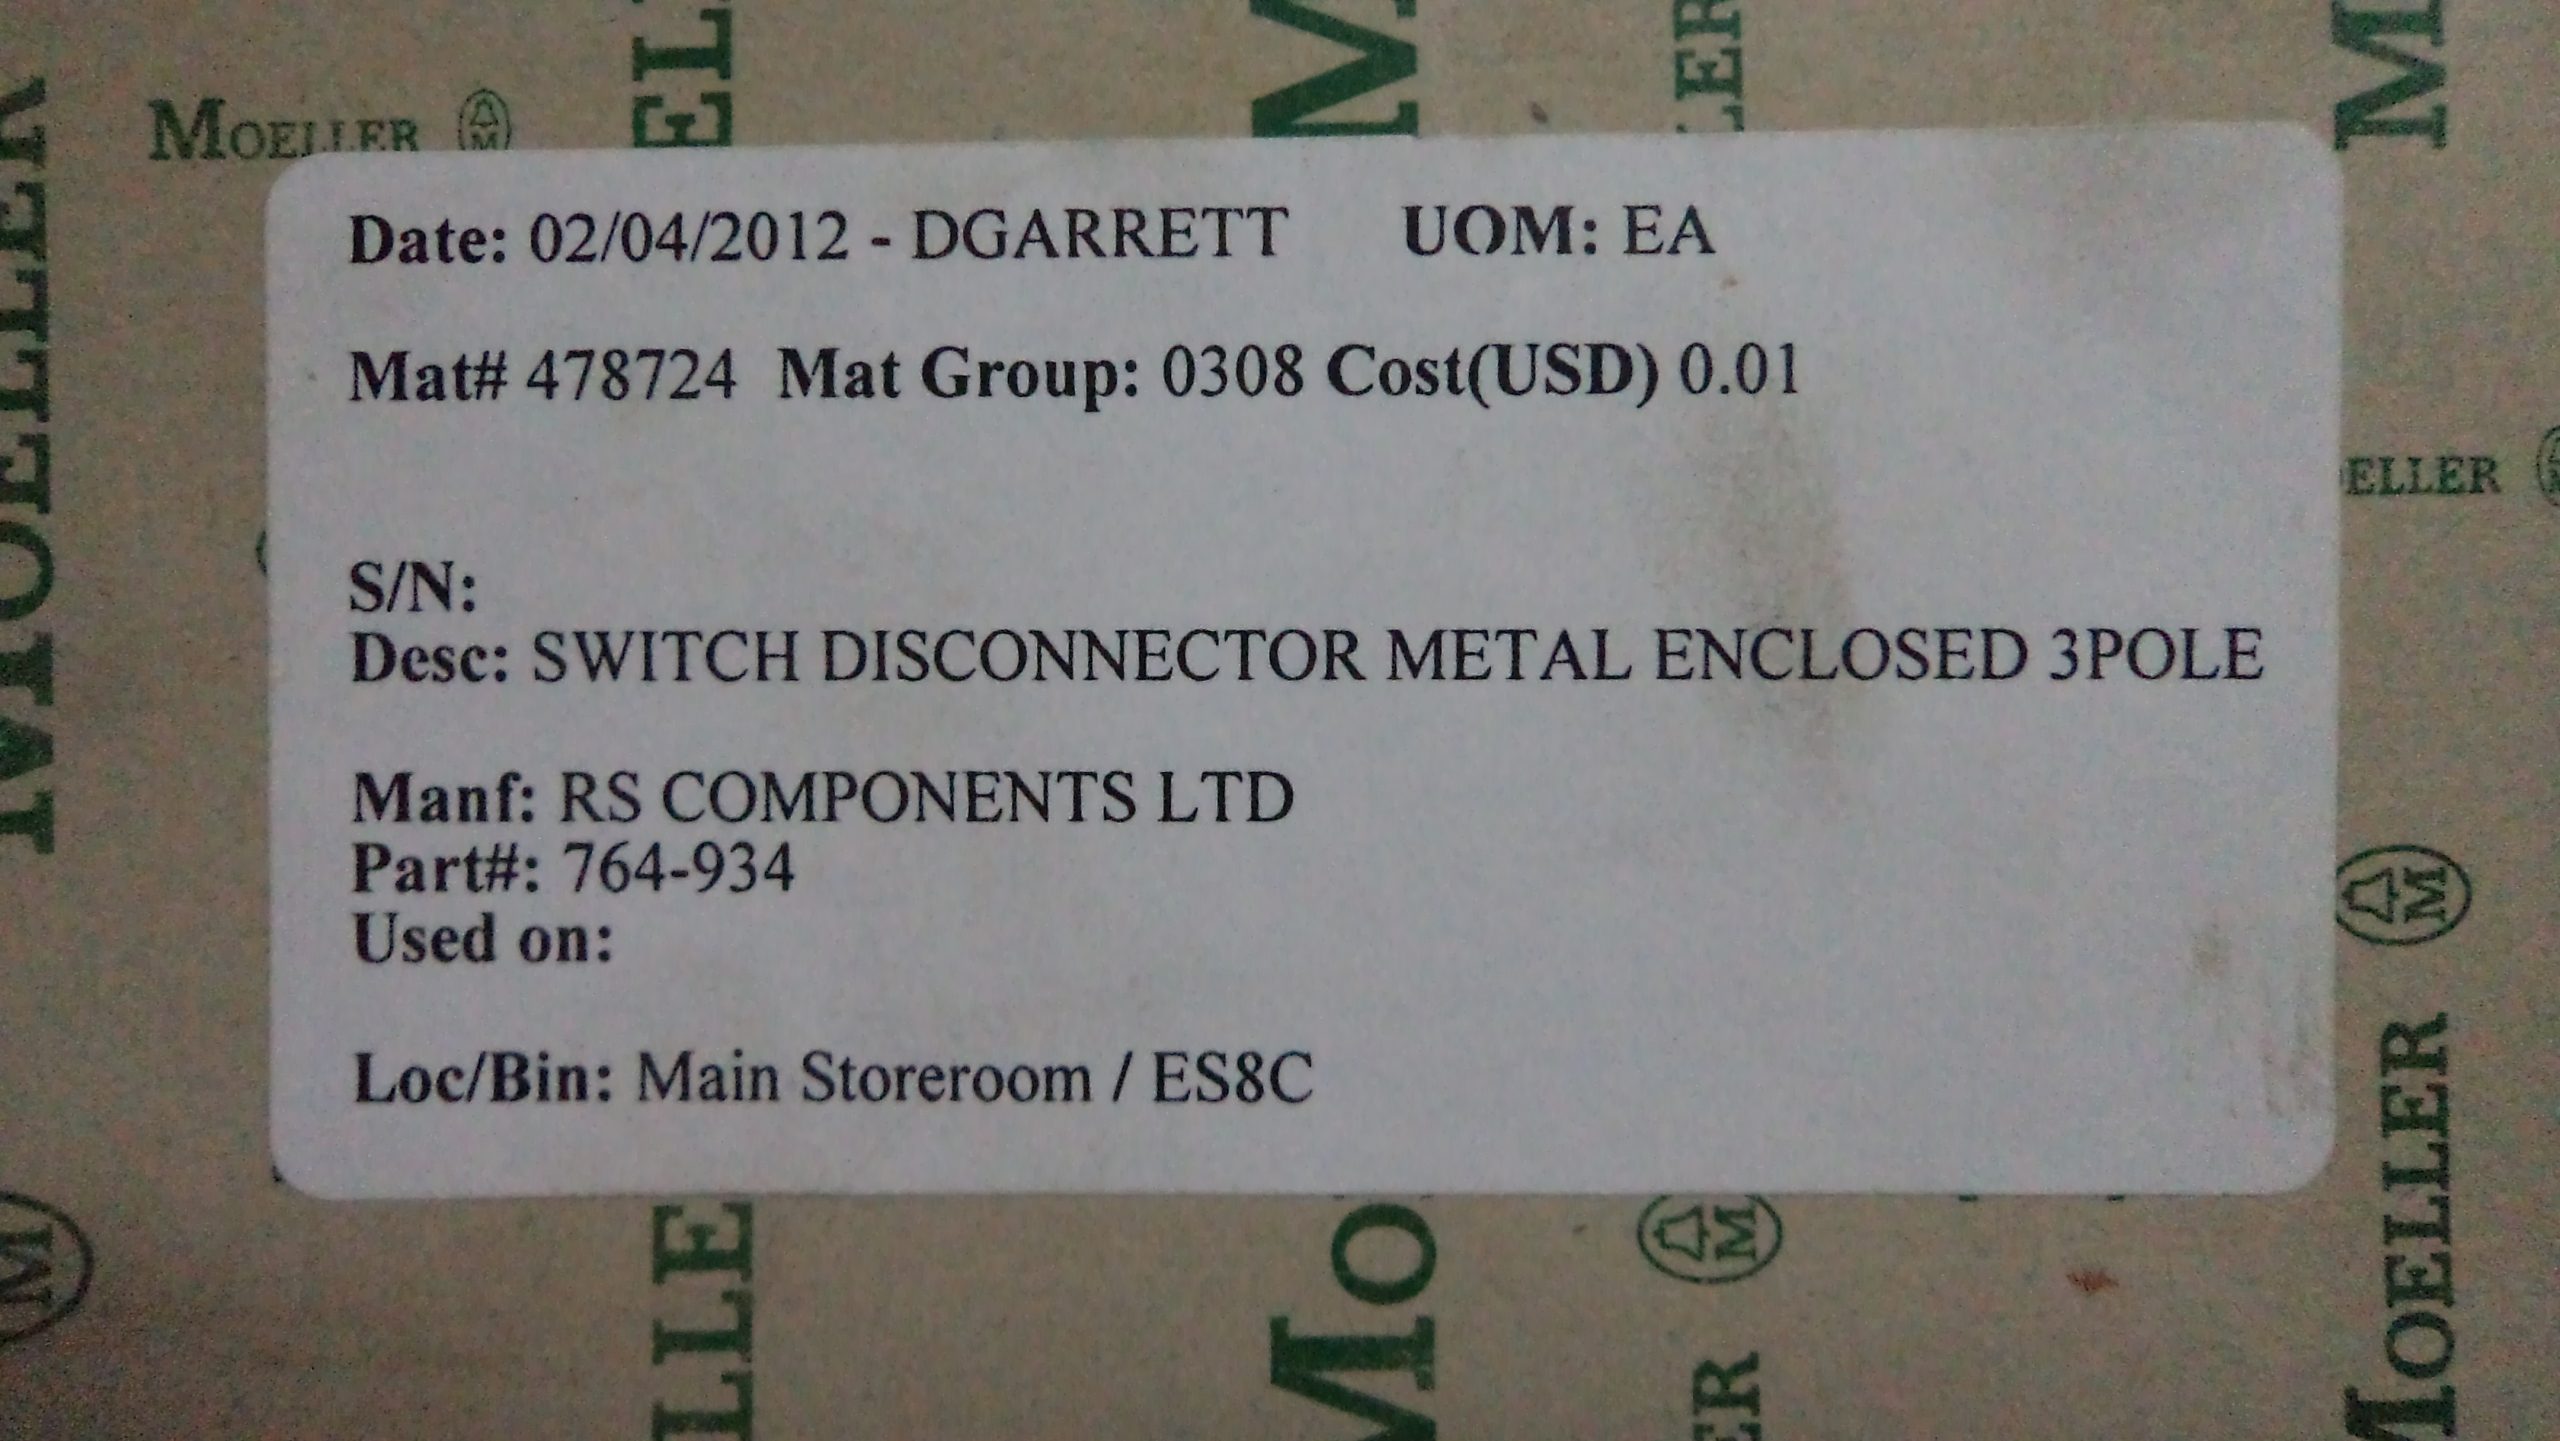 MOELLER
Date: 02/04/2012 - DGARRETT UOM: EA
Mat# 478724 Mat Group: 0308 Cost(USD) 0.01
S/N:
Desc: SWITCH DISCONNECTOR METAL ENCLOSED 3POLE
Manf: RS COMPONENTS LTD
Part#: 764-934
Used on:
Loc/Bin: Main Storeroom / ES8C
MOELLER
MOELLER